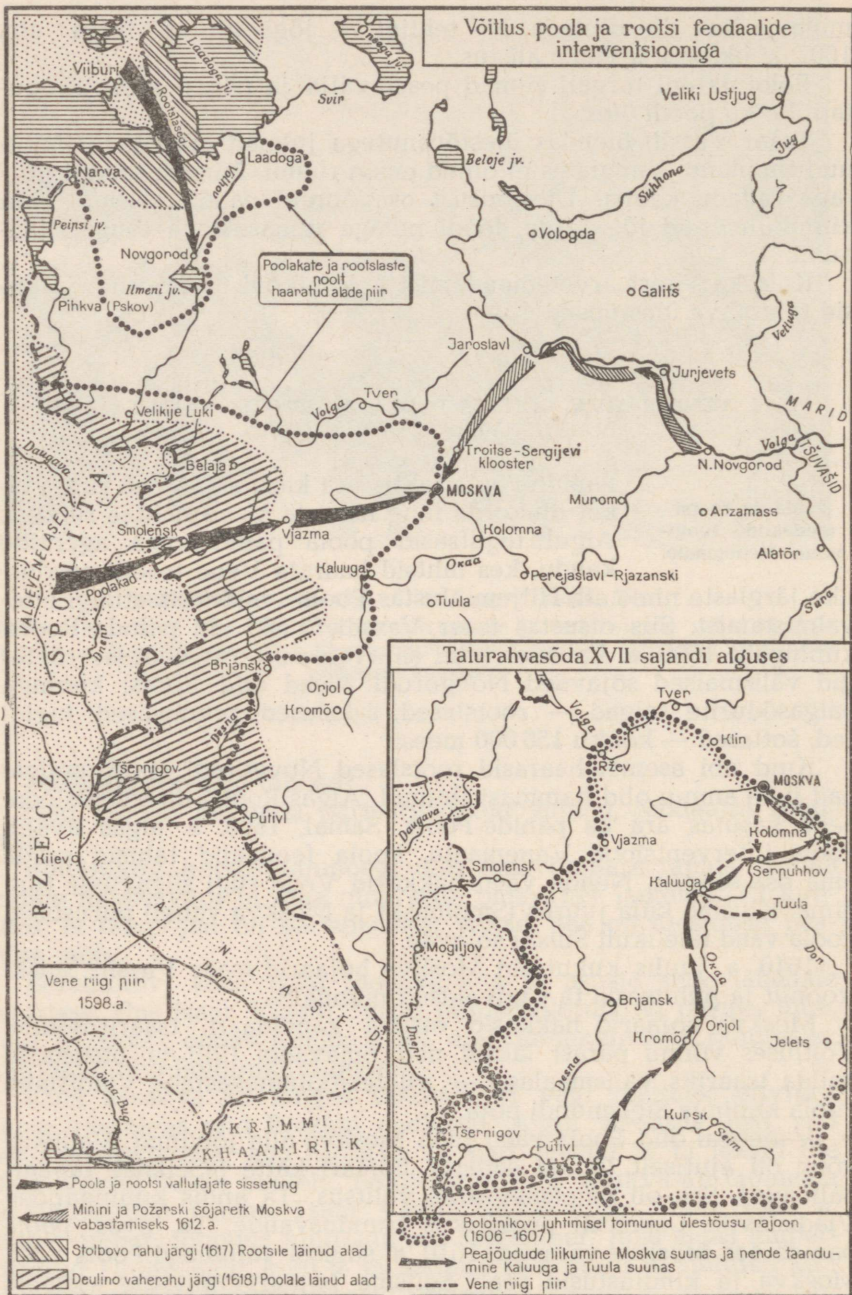 Võitlus poola ja rootsi feodaalide
interventsiooniga
Viiburi
Laadoga jv.
Onega jv.
Rootslased
Svir
Laadoga
Volhov
Narva
Peipsi jv.
Novgorod
Ilmeni jv.
Pihkva (Pskov)
Poolakate ja rootslaste
poolt
haaratud alade piir
Veliki Ustjug
Jug
Beloje jv.
Suhhona
Vologda
Galitš
Vetluga
Jaroslavl
Jurjevets
MARID
Volga
Tver
Velikije Luki
Daugava
Belaja
Troitse-Sergijevi
klooster
N. Novgorod
Volga
TŠUVAŠID
MOSKVA
Murom
Arzamass
Alatõr
Sura
Smolensk
Vjazma
Kolomna
Okaa
Poolakad
VALGEVENELASED
RZECZ POSPOLITA
Dnepr
Kaluuga
Perejaslavl-Rjazanski
Tuula
Brjansk
Desna
Orjol
Kromõ
Tšernigov
Putivl
Kiiev
UKRAINLASED
Dnepr
Vene riigi piir
1598.a.
Lõuna Bug
KRIMMI
KHAANIRIIK
Talurahvasõda XVII sajandi alguses
Tver
Volga
Klin
Ržev
MOSKVA
Daugava
Vjazma
Kolomna
Smolensk
Serpuhhov
Kaluuga
Tuula
Mogiljov
Okaa
Don
Brjansk
Orjol
Kromõ
Jelets
Dnepr
Desna
Kursk
Seim
Tšernigov
Putivl
Poola ja rootsi vallutajate sissetung
Minini ja Požarski sõjaretk Moskva
vabastamiseks 1612.a.
Stolbovo rahu järgi (1617) Rootsile läinud alad
Deulino vaherahu järgi (1618) Poolale läinud alad
Bolotnikovi juhtimisel toimunud ülestõusu rajoon
(1606-1607)
Peajõudude liikumine Moskva suunas ja nende taandu-
mine Kaluuga ja Tuula suunas
Vene riigi piir